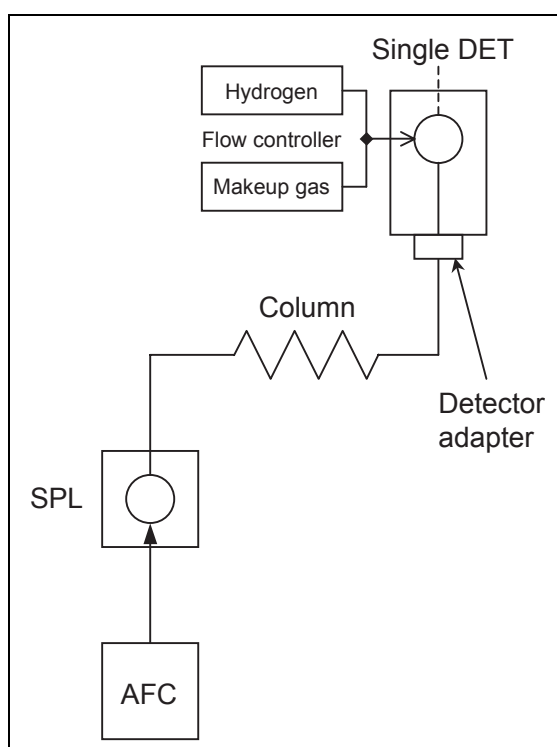 Single DET
Hydrogen
Flow controller
Makeup gas
Column
Detector
adapter
SPL
AFC